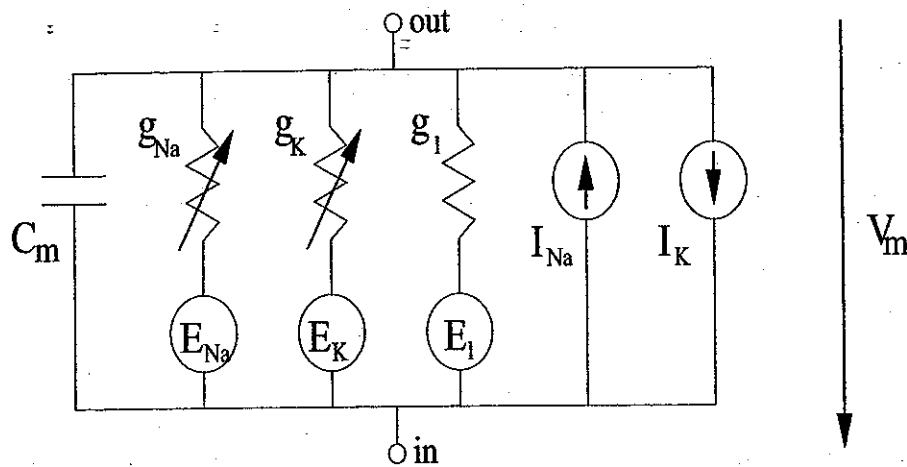 out
g_Na
g_K
g_l
C_m
I_Na
I_K
V_m
E_Na
E_K
E_l
in